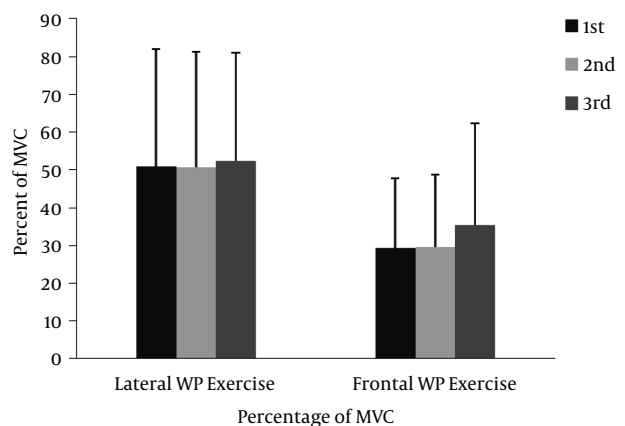 90
80
70
60
50
40
30
20
10
0
Percent of MVC
1st
2nd
3rd
Lateral WP Exercise
Frontal WP Exercise
Percentage of MVC